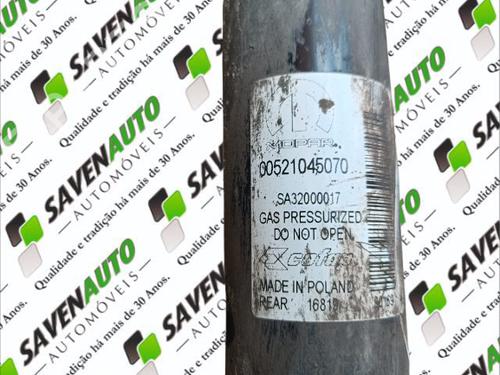 MOPAR
00521045070
SA32000017
GAS PRESSURIZED
DO NOT OPEN
MADE IN POLAND
REAR 16819
SAVENAUTO
AUTOMÓVEIS
Qualidade e tradição há mais de 30 Anos.